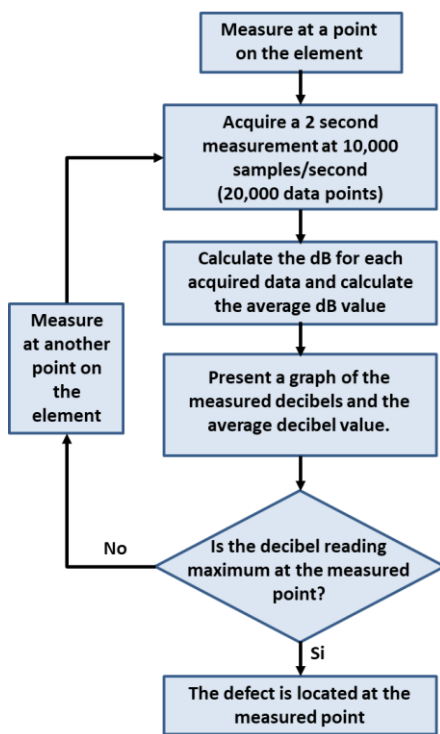 Measure at a point
on the element
Acquire a 2 second
measurement at 10,000
samples/second
(20,000 data points)
Calculate the dB for each
acquired data and calculate
the average dB value
Measure
at another
point on
the
element
Present a graph of the
measured decibels and the
average decibel value.
No
Is the decibel reading
maximum at the measured
point?
Si
The defect is located at the
measured point